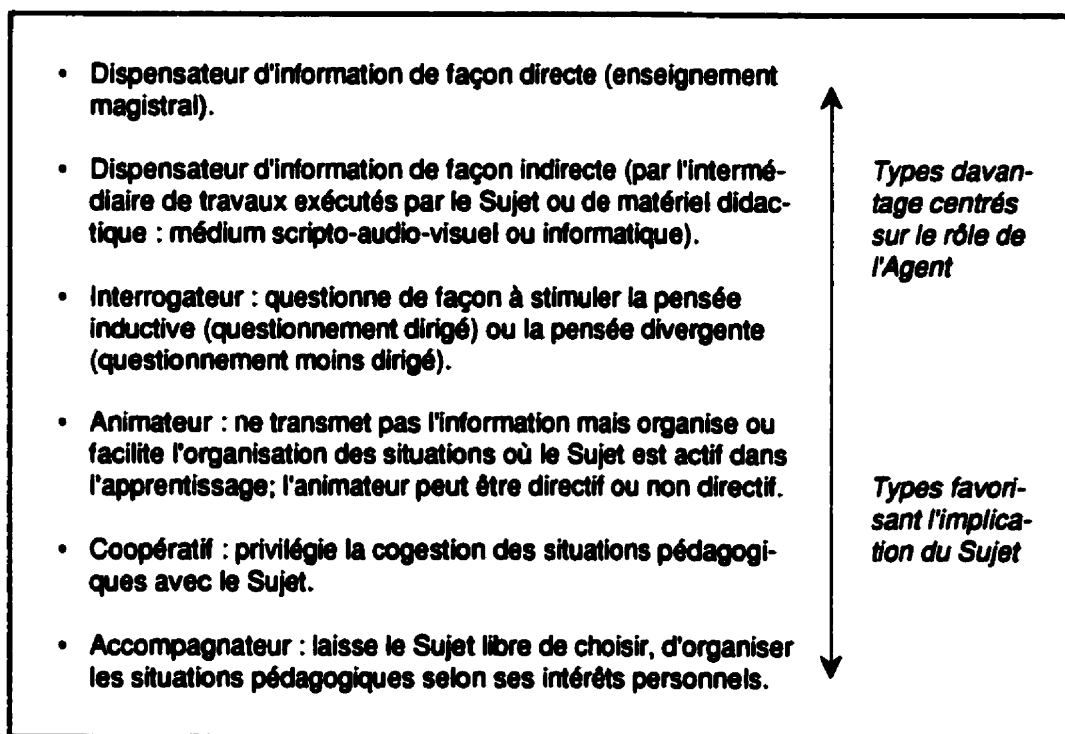 • Dispensateur d'information de façon directe (enseignement
magistral).
• Dispensateur d'information de façon indirecte (par l'intermé-
diaire de travaux exécutés par le Sujet ou de matériel didac-
tique : médium scripto-audio-visuel ou informatique).
• Interrogateur : questionne de façon à stimuler la pensée
inductive (questionnement dirigé) ou la pensée divergente
(questionnement moins dirigé).
• Animateur : ne transmet pas l'information mais organise ou
facilite l'organisation des situations où le Sujet est actif dans
l'apprentissage; l'animateur peut être directif ou non directif.
• Coopératif : privilégie la cogestion des situations pédagogi-
ques avec le Sujet.
• Accompagnateur : laisse le Sujet libre de choisir, d'organiser
les situations pédagogiques selon ses intérêts personnels.
Types davan-
tage centrés
sur le rôle de
l'Agent
Types favori-
sant l'implica-
tion du Sujet